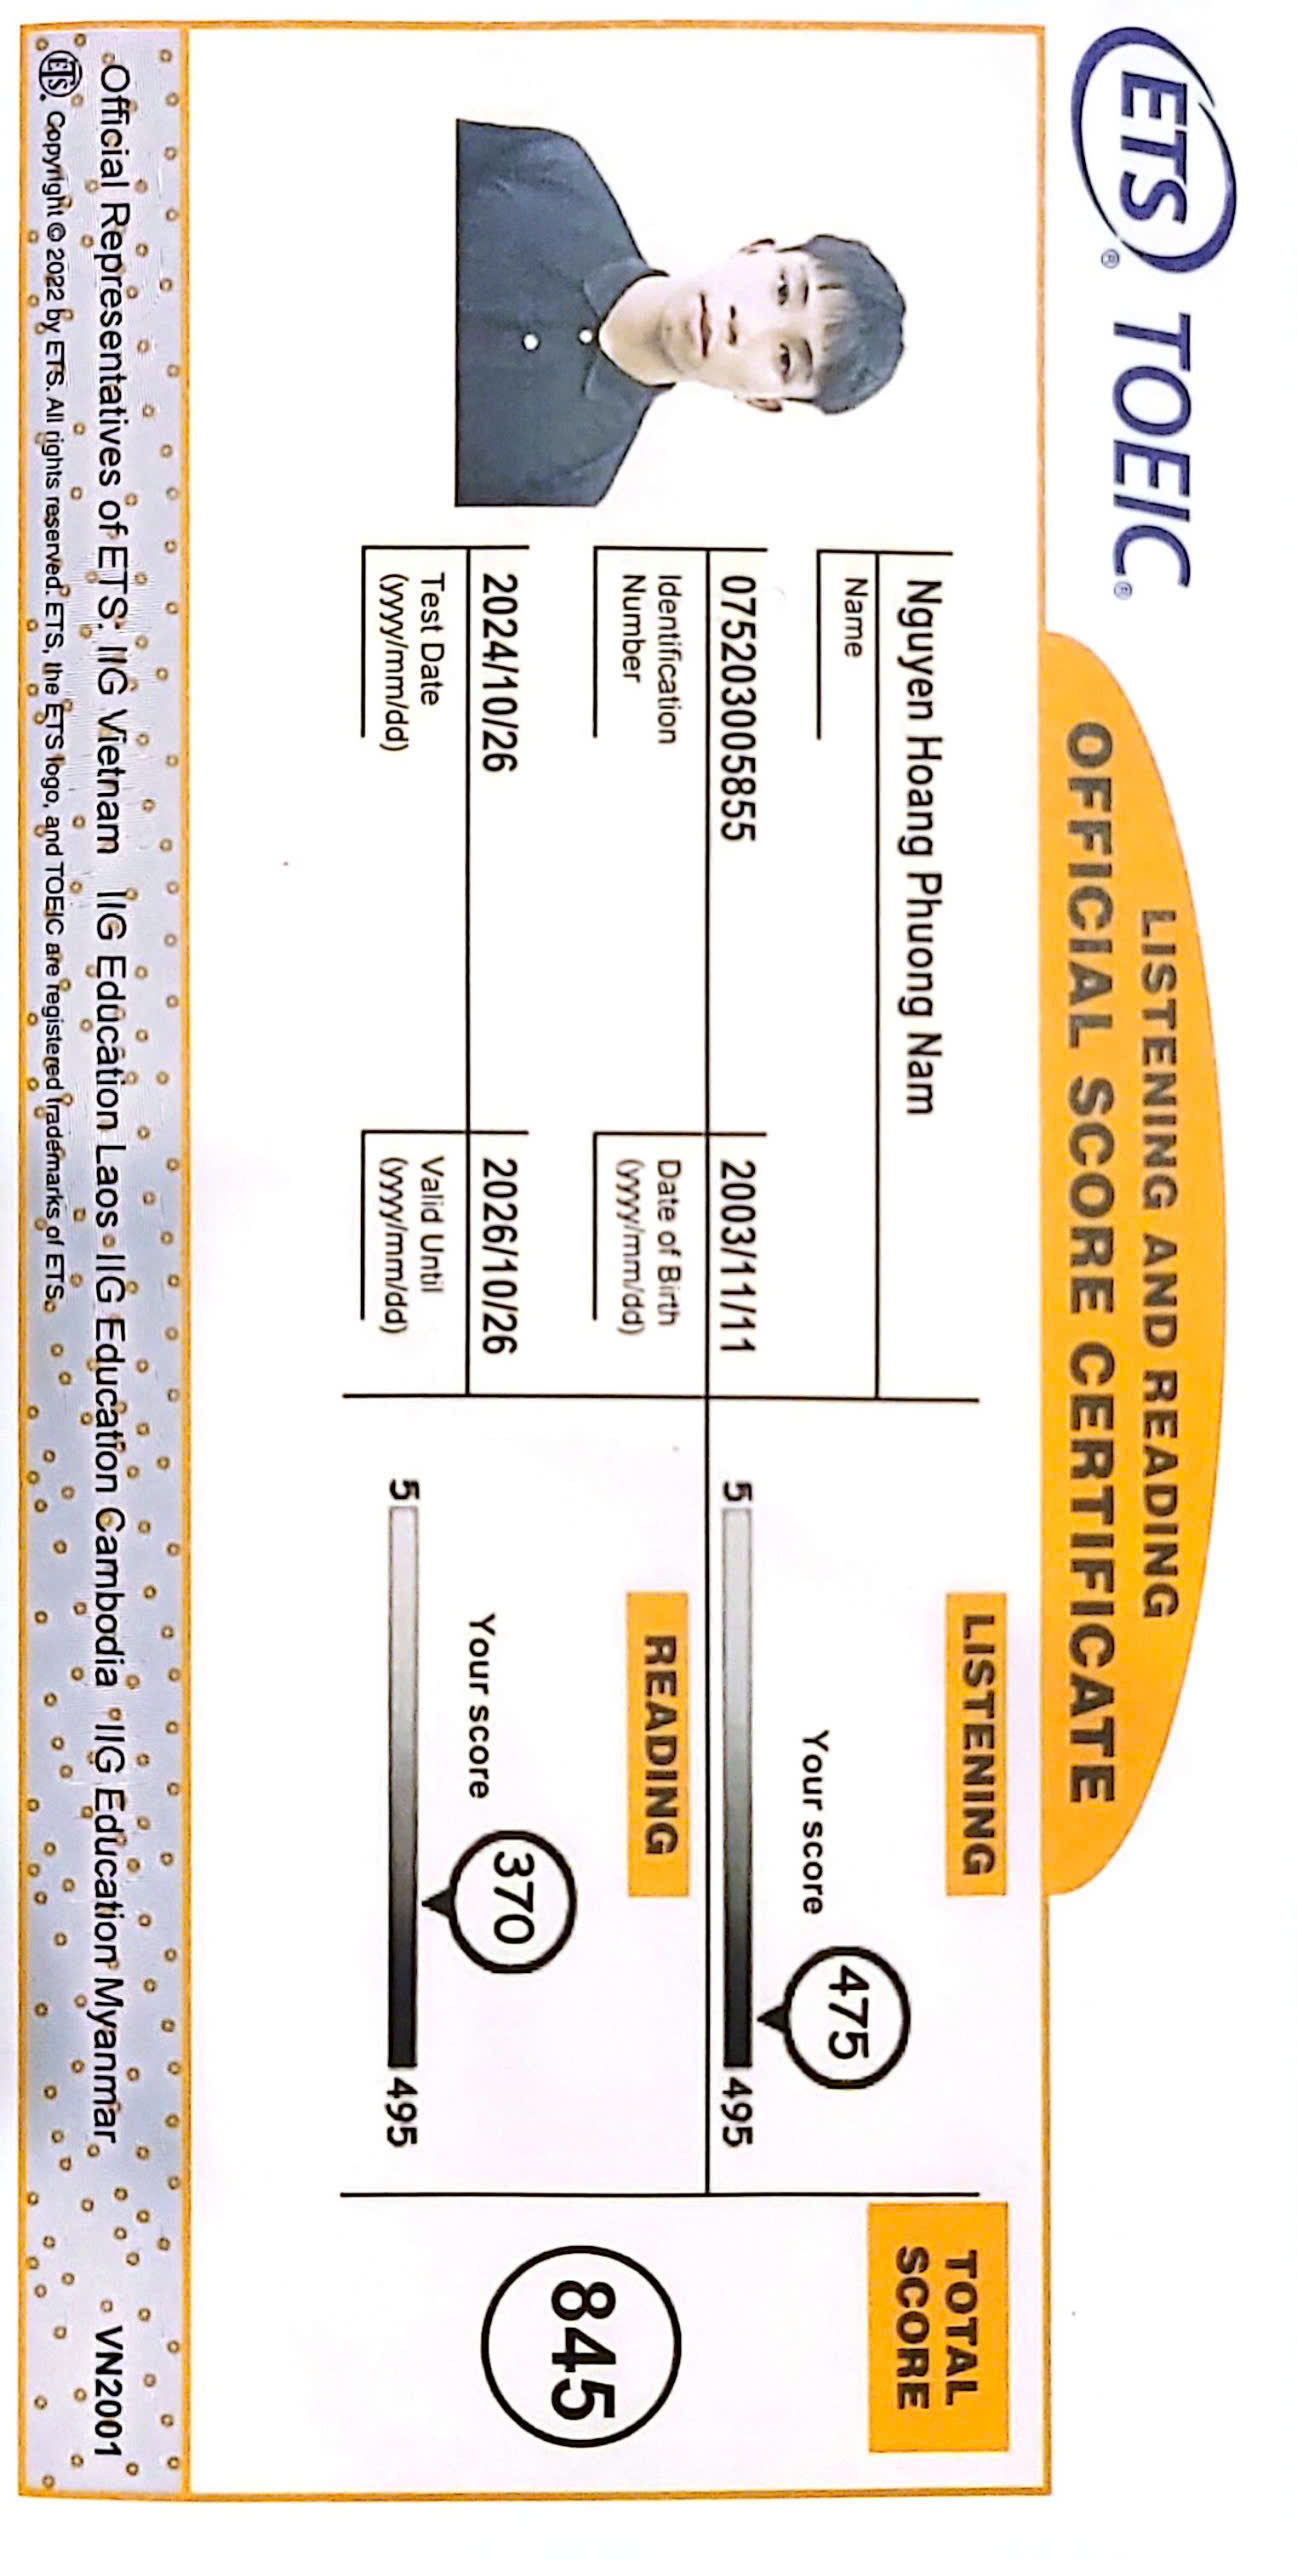 ETS® TOEIC®
LISTENING AND READING
OFFICIAL SCORE CERTIFICATE
Nguyen Hoang Phuong Nam
Name
075203005855
Identification
Number
2003/11/11
Date of Birth
(yyyy/mm/dd)
2024/10/26
Test Date
(yyyy/mm/dd)
2026/10/26
Valid Until
(yyyy/mm/dd)
LISTENING
Your score
475
5
495
READING
Your score
370
5
495
TOTAL
SCORE
845
Official Representatives of ETS: IIG Vietnam IIG Education Laos IIG Education Cambodia IIG Education Myanmar VN2001
ETS. Copyright © 2022 by ETS. All rights reserved. ETS, the ETS logo, and TOEIC are registered trademarks of ETS.